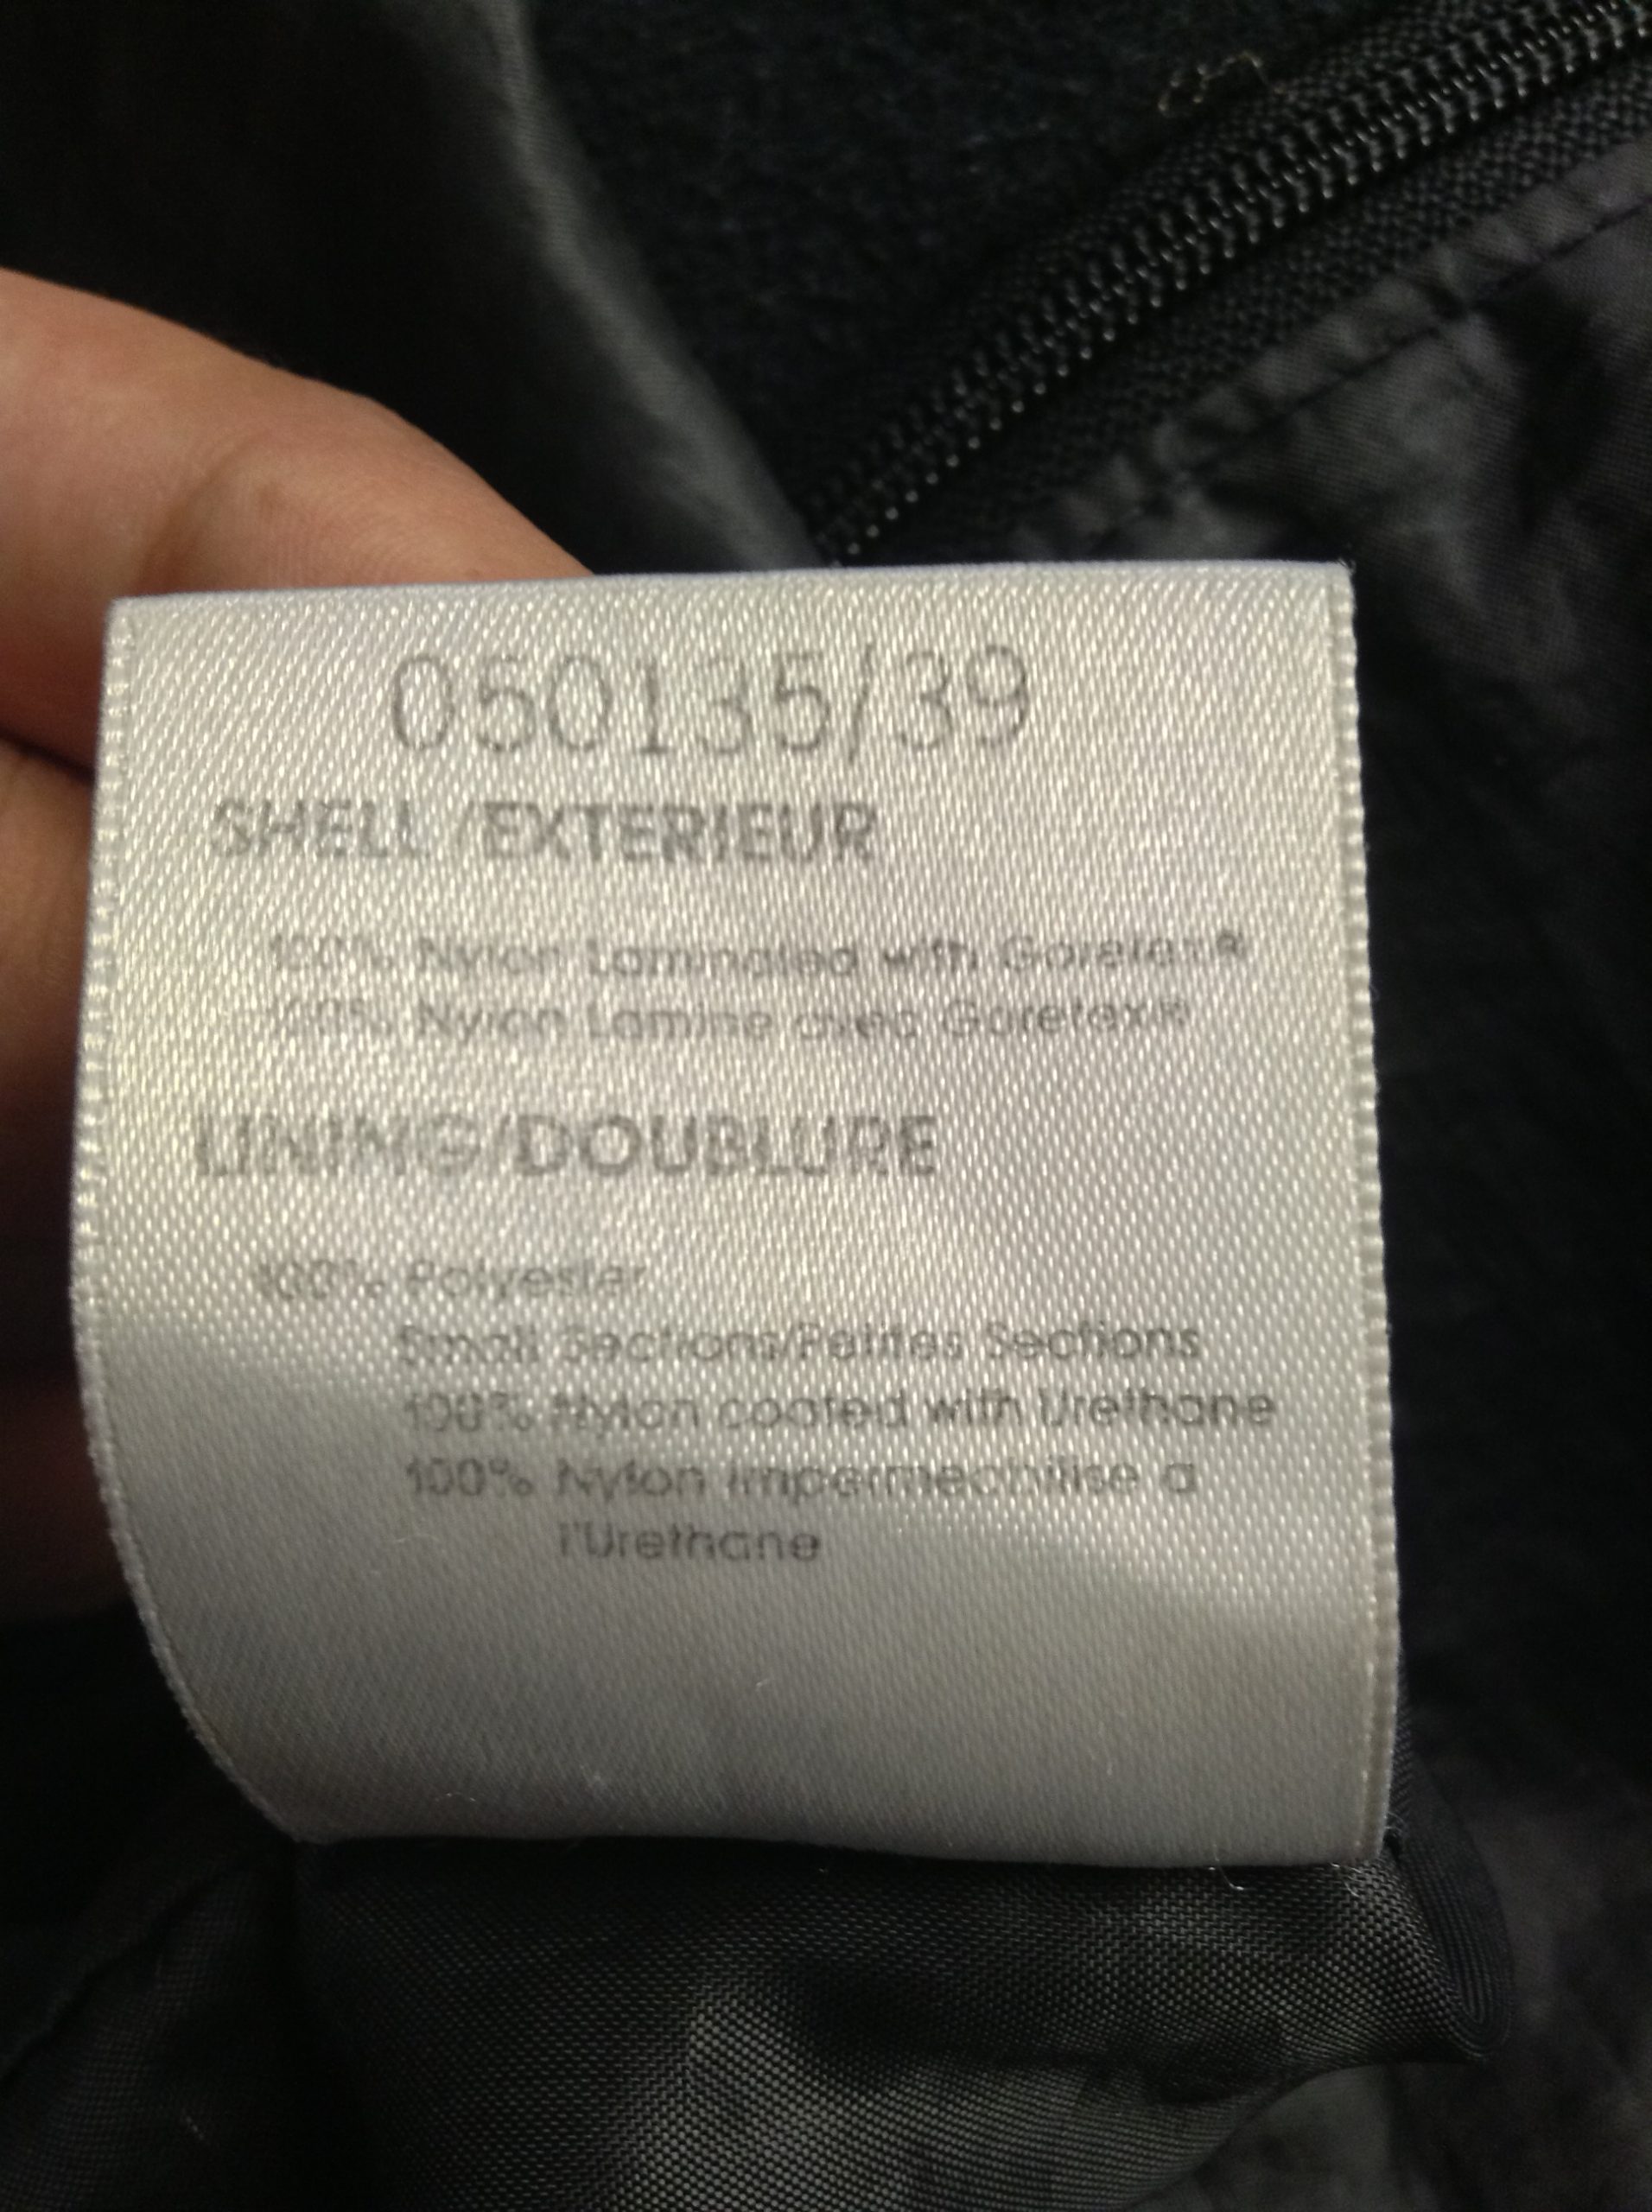 050135/39
SHELL/EXTERIEUR
100% Nylon Laminated with Goretex®
100% Nylon Lamine avec Goretex®
LINING/DOUBLURE
100% Polyester
Small Sections/Petites Sections
100% Nylon coated with Urethane
100% Nylon impermeabilise a
l'Urethane